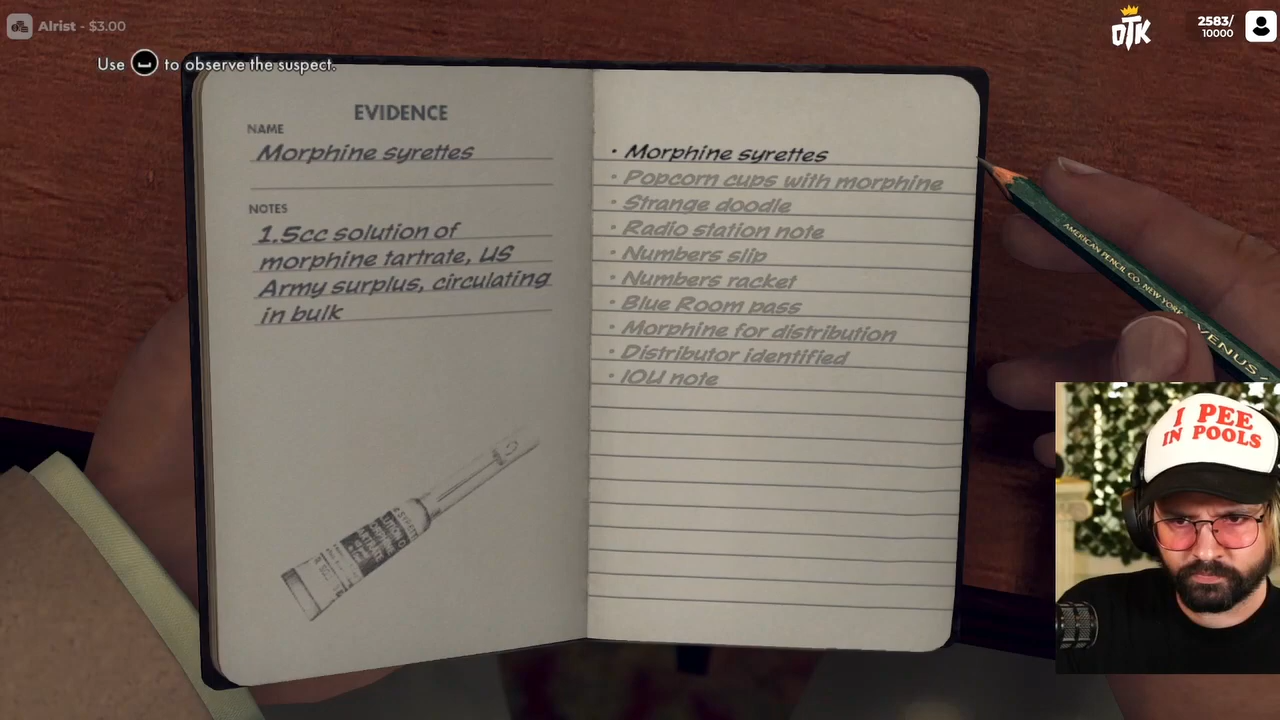 Alrist - $3.00
DTK
2583/
10000
Use to observe the suspect.
EVIDENCE
NAME
Morphine syrettes
NOTES
1.5cc solution of
morphine tartrate, US
Army surplus, circulating
in bulk
• Morphine syrettes
• Popcorn cups with morphine
• Strange doodle
• Radio station note
• Numbers slip
• Numbers racket
• Blue Room pass
• Morphine for distribution
• Distributor identified
• IOU note
AMERICAN PENCIL CO. NEW YORK
VENUS
I PEE
IN POOLS